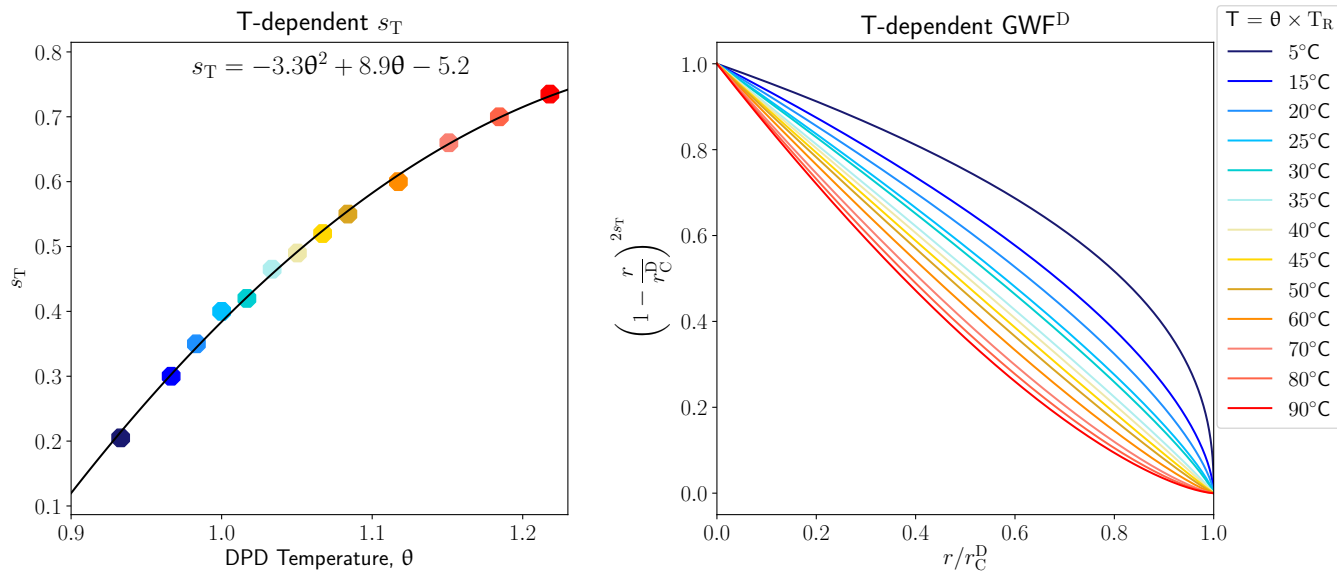 T-dependent s_T
s_T = −3.3θ² + 8.9θ − 5.2
0.8
0.7
0.6
0.5
0.4
0.3
0.2
0.1
s_T
0.9
1.0
1.1
1.2
DPD Temperature, θ
T-dependent GWF^D
1.0
0.8
0.6
0.4
0.2
0.0
(1 − r/r_C^D)^{2s_T}
0.0
0.2
0.4
0.6
0.8
1.0
r/r_C^D
T = θ × T_R
5°C
15°C
20°C
25°C
30°C
35°C
40°C
45°C
50°C
60°C
70°C
80°C
90°C